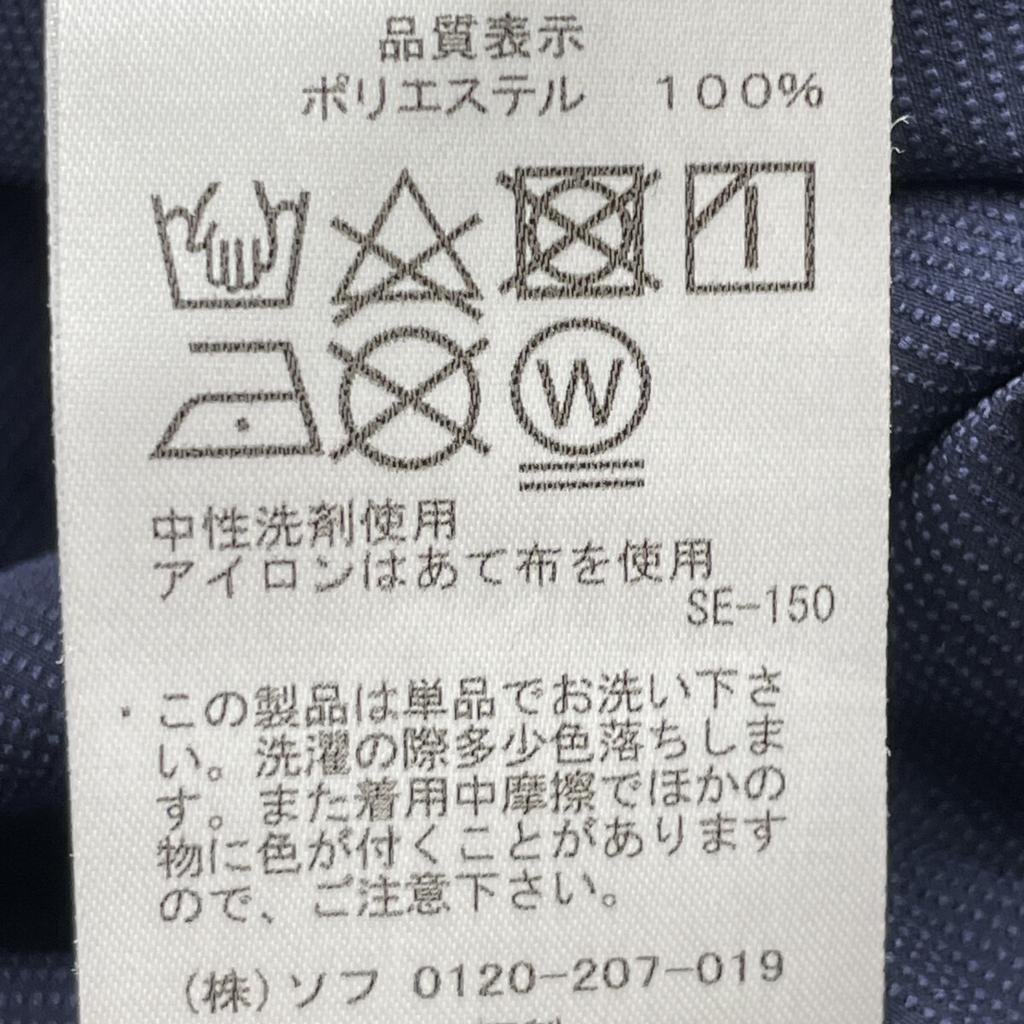 品質表示
ポリエステル 100%
W
中性洗剤使用
アイロンはあて布を使用
SE-150
・この製品は単品でお洗い下さ
い。洗濯の際多少色落ちしま
す。また着用中摩擦でほかの
物に色が付くことがあります
ので、ご注意下さい。
(株)ソフ 0120-207-019